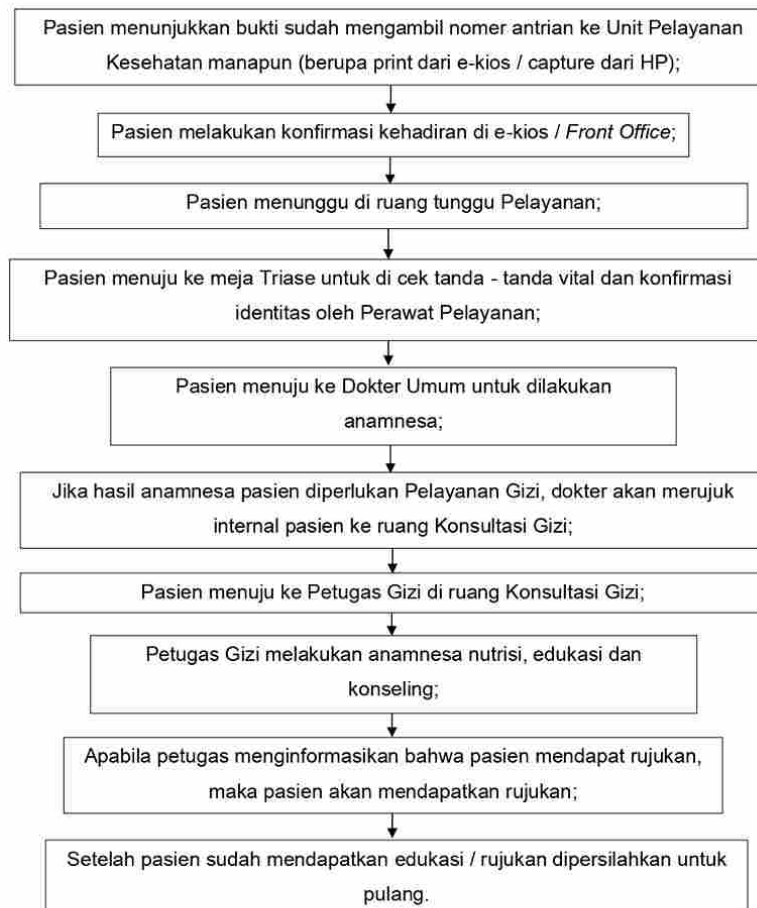 Pasien menunjukkan bukti sudah mengambil nomer antrian ke Unit Pelayanan
Kesehatan manapun (berupa print dari e-kios / capture dari HP);
Pasien melakukan konfirmasi kehadiran di e-kios / Front Office;
Pasien menunggu di ruang tunggu Pelayanan;
Pasien menuju ke meja Triase untuk di cek tanda - tanda vital dan konfirmasi
identitas oleh Perawat Pelayanan;
Pasien menuju ke Dokter Umum untuk dilakukan
anamnesa;
Jika hasil anamnesa pasien diperlukan Pelayanan Gizi, dokter akan merujuk
internal pasien ke ruang Konsultasi Gizi;
Pasien menuju ke Petugas Gizi di ruang Konsultasi Gizi;
Petugas Gizi melakukan anamnesa nutrisi, edukasi dan
konseling;
Apabila petugas menginformasikan bahwa pasien mendapat rujukan,
maka pasien akan mendapatkan rujukan;
Setelah pasien sudah mendapatkan edukasi / rujukan dipersilahkan untuk
pulang.